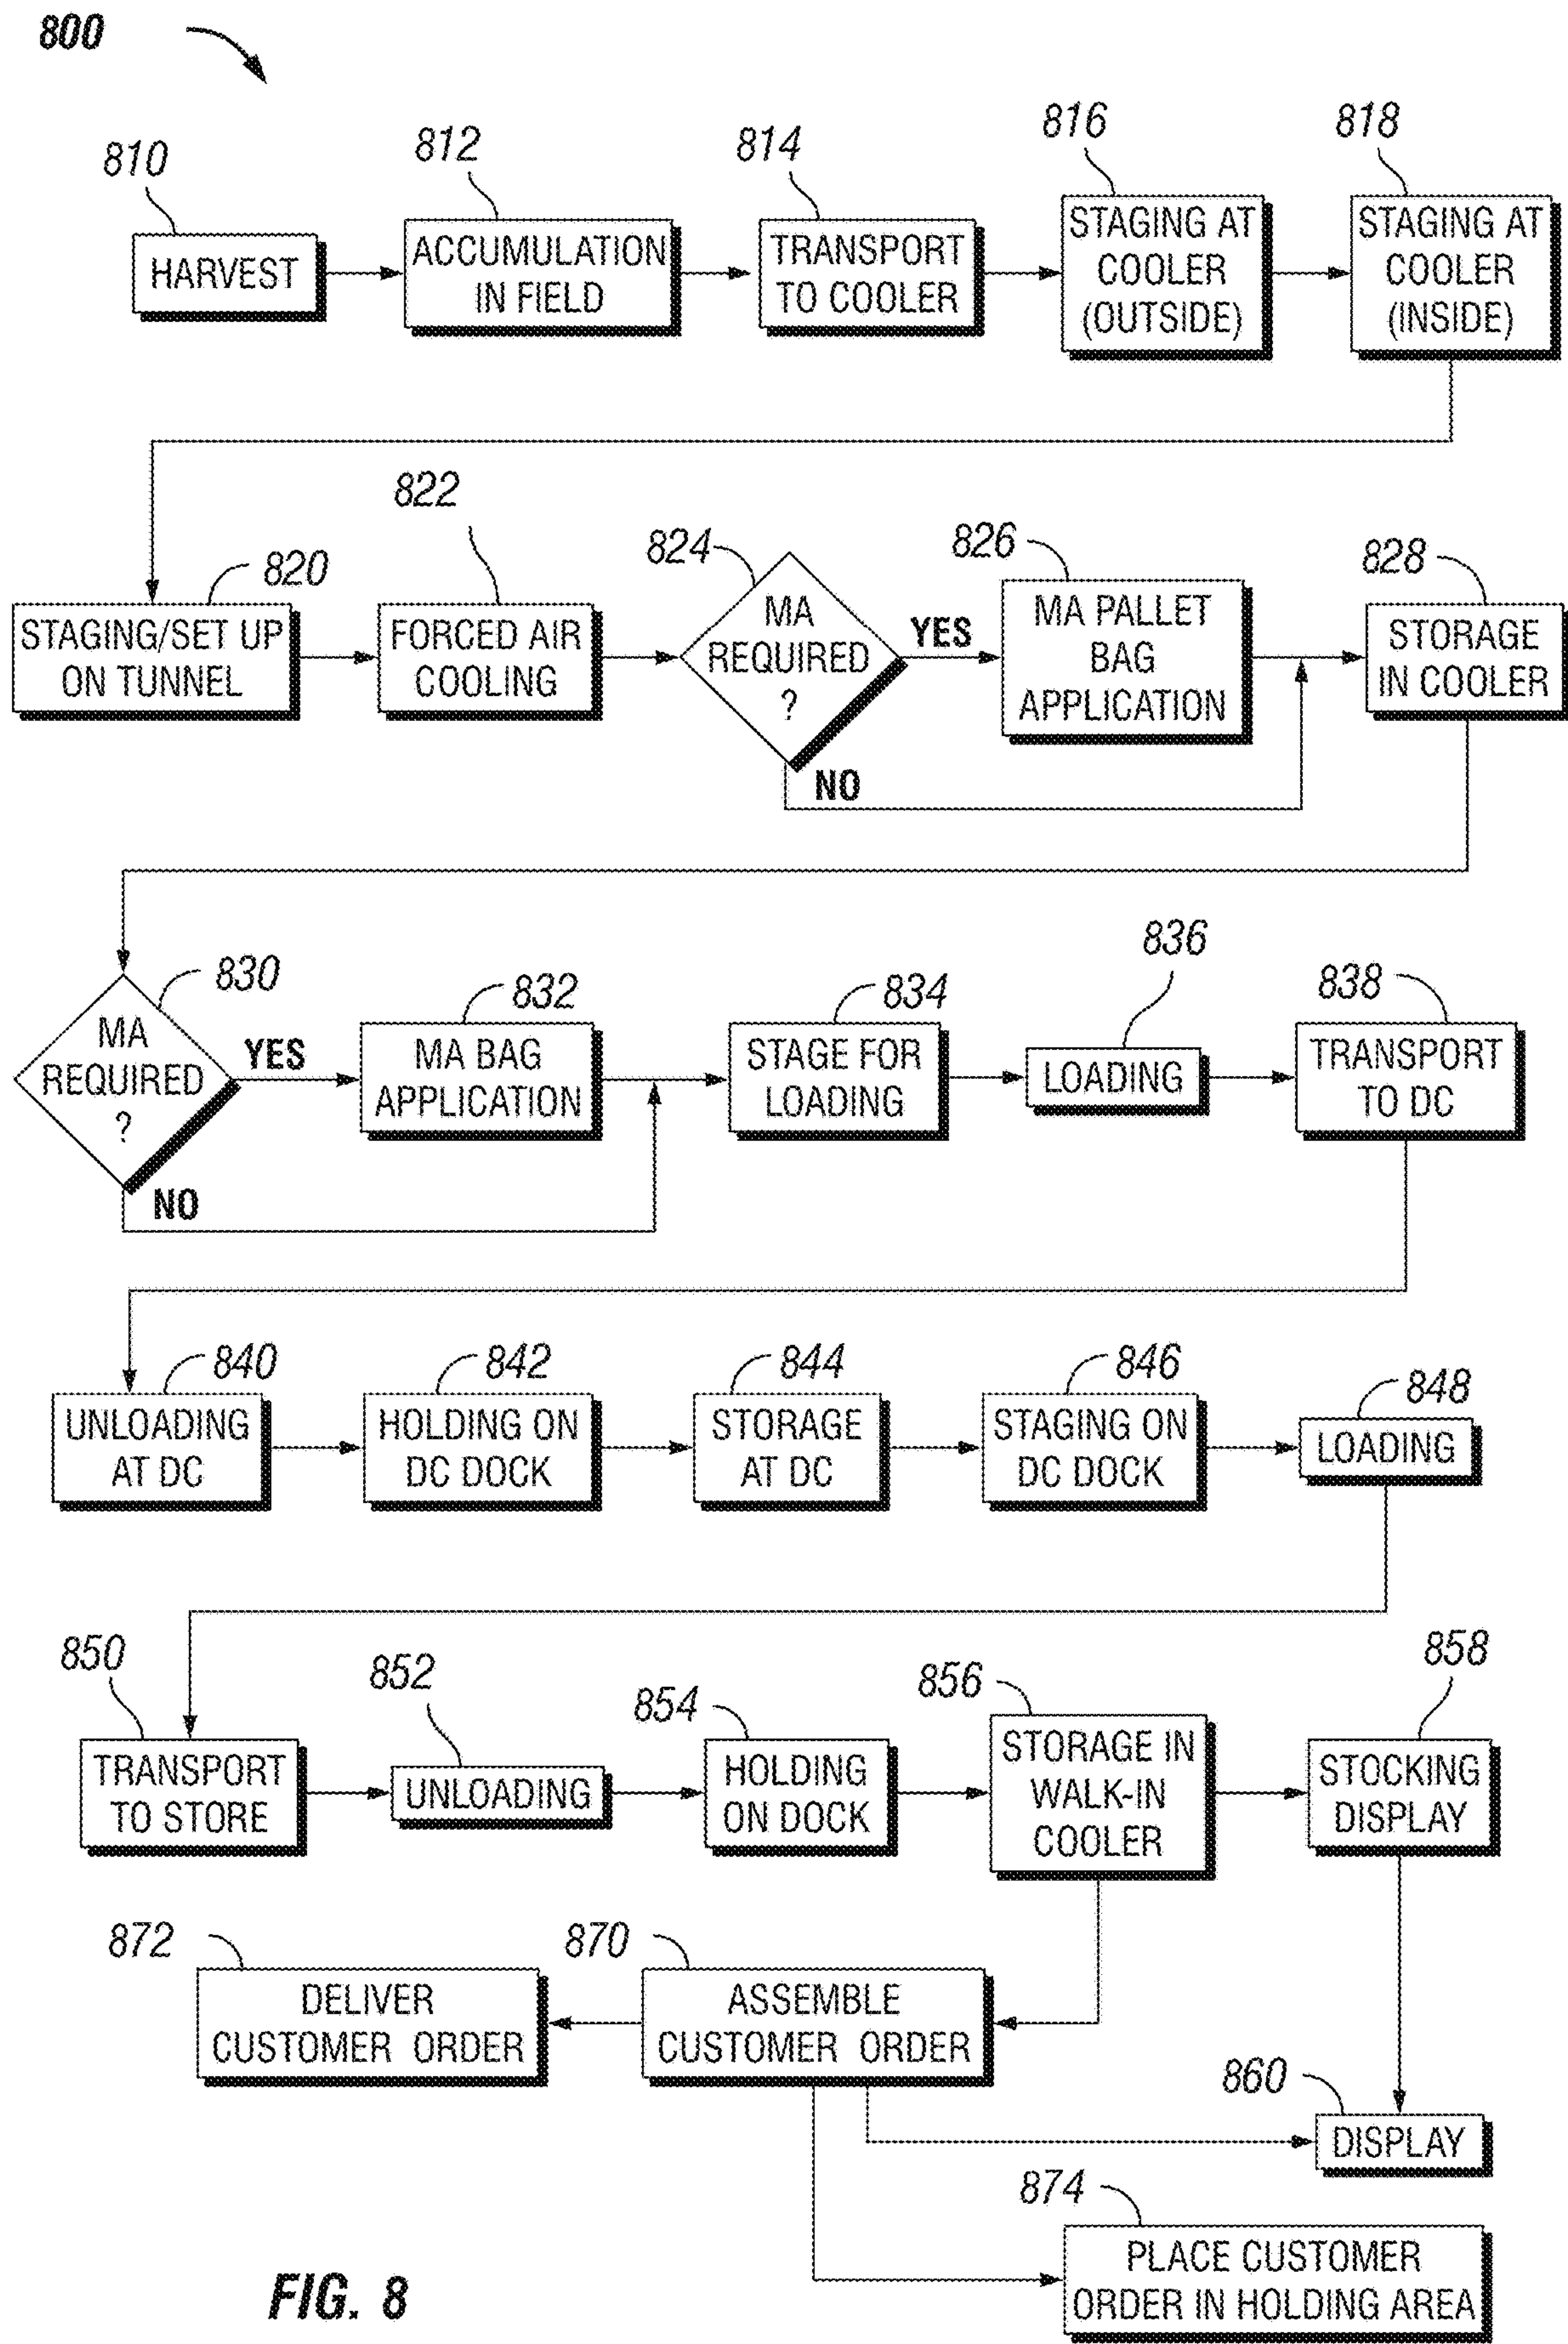 800
810
812
814
816
818
HARVEST
ACCUMULATION
IN FIELD
TRANSPORT
TO COOLER
STAGING AT
COOLER
(OUTSIDE)
STAGING AT
COOLER
(INSIDE)
820
822
824
826
828
STAGING/SET UP
ON TUNNEL
FORCED AIR
COOLING
MA
REQUIRED
?
YES
NO
MA PALLET
BAG
APPLICATION
STORAGE
IN COOLER
830
832
834
836
838
MA
REQUIRED
?
YES
NO
MA BAG
APPLICATION
STAGE FOR
LOADING
LOADING
TRANSPORT
TO DC
840
842
844
846
848
UNLOADING
AT DC
HOLDING ON
DC DOCK
STORAGE
AT DC
STAGING ON
DC DOCK
LOADING
850
852
854
856
858
TRANSPORT
TO STORE
UNLOADING
HOLDING
ON DOCK
STORAGE IN
WALK-IN
COOLER
STOCKING
DISPLAY
872
870
DELIVER
CUSTOMER ORDER
ASSEMBLE
CUSTOMER ORDER
860
DISPLAY
874
PLACE CUSTOMER
ORDER IN HOLDING AREA
FIG. 8